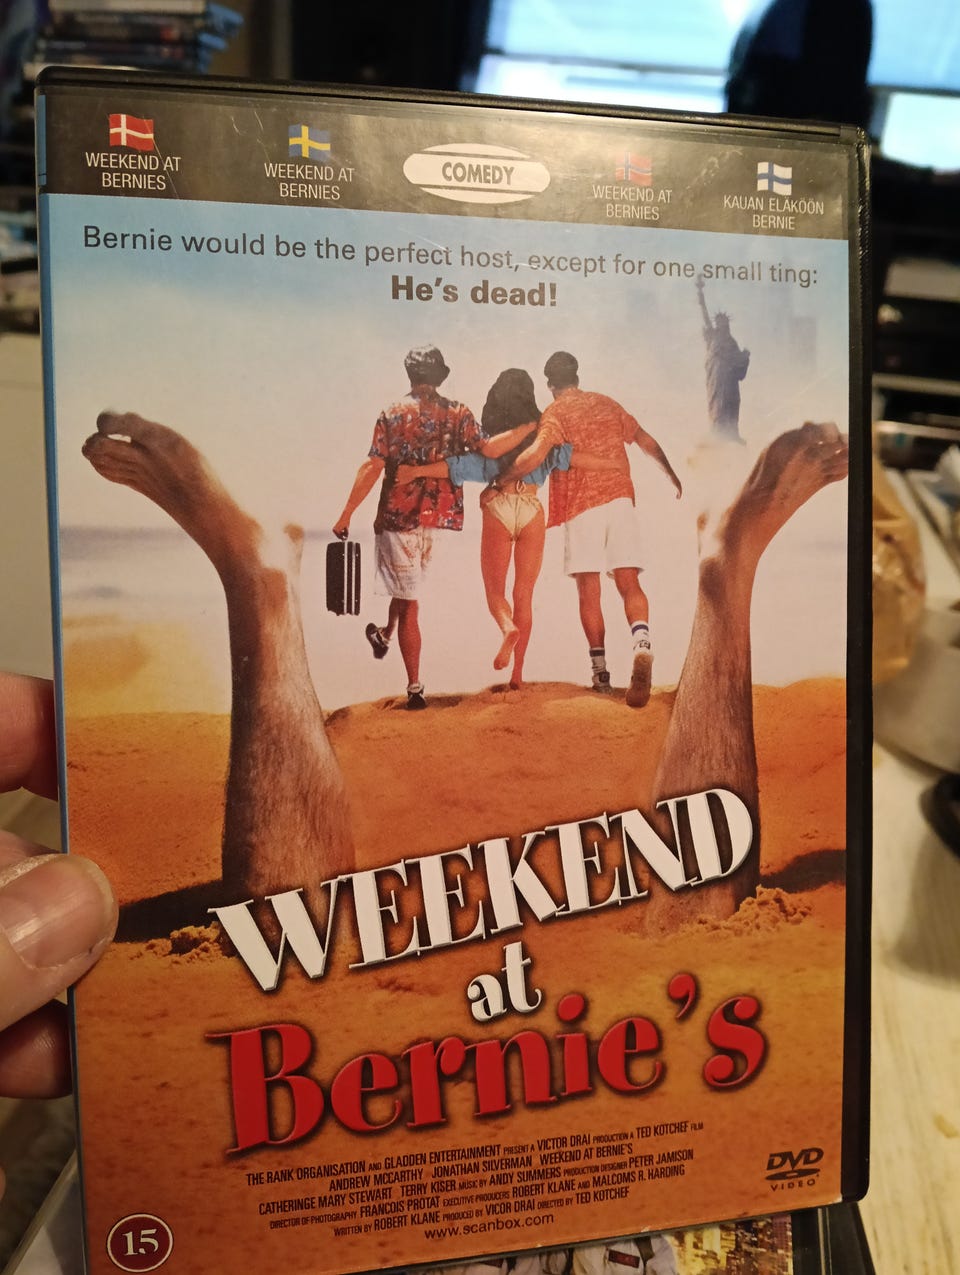 WEEKEND AT
BERNIES
WEEKEND AT
BERNIES
COMEDY
WEEKEND AT
BERNIES
KAUAN ELÄKÖÖN
BERNIE
Bernie would be the perfect host, except for one small ting:
He's dead!
WEEKEND
at
Bernie's
THE RANK ORGANISATION AND GLADDEN ENTERTAINMENT PRESENT A VICTOR DRAI PRODUCTION A TED KOTCHEF FILM
ANDREW MCCARTHY JONATHAN SILVERMAN WEEKEND AT BERNIE'S
CATHERINGE MARY STEWART TERRY KISER MUSIC BY ANDY SUMMERS PRODUCTION DESIGNER PETER JAMISON
DIRECTOR OF PHOTOGRAPHY FRANCOIS PROTAT EXECUTIVE PRODUCERS ROBERT KLANE AND MALCOMS R. HARDING
WRITTEN BY ROBERT KLANE PRODUCED BY VICOR DRAI DIRECTED BY TED KOTCHEF
www.scanbox.com
DVD
VIDEO
15